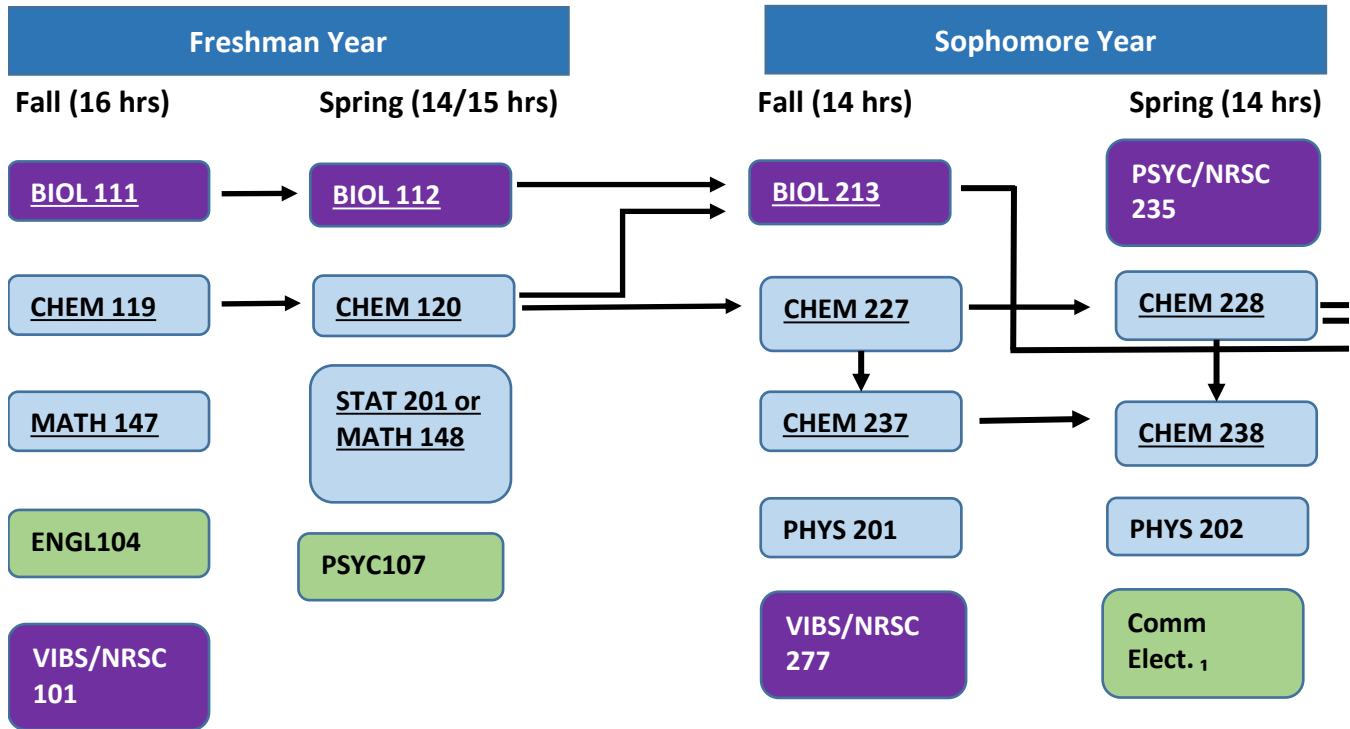 Freshman Year
Sophomore Year
Fall (16 hrs)
Spring (14/15 hrs)
Fall (14 hrs)
Spring (14 hrs)
BIOL 111
BIOL 112
BIOL 213
PSYC/NRSC
235
CHEM 119
CHEM 120
CHEM 227
CHEM 228
MATH 147
STAT 201 or
MATH 148
CHEM 237
CHEM 238
ENGL104
PSYC107
PHYS 201
PHYS 202
VIBS/NRSC
101
VIBS/NRSC
277
Comm
Elect. ₁